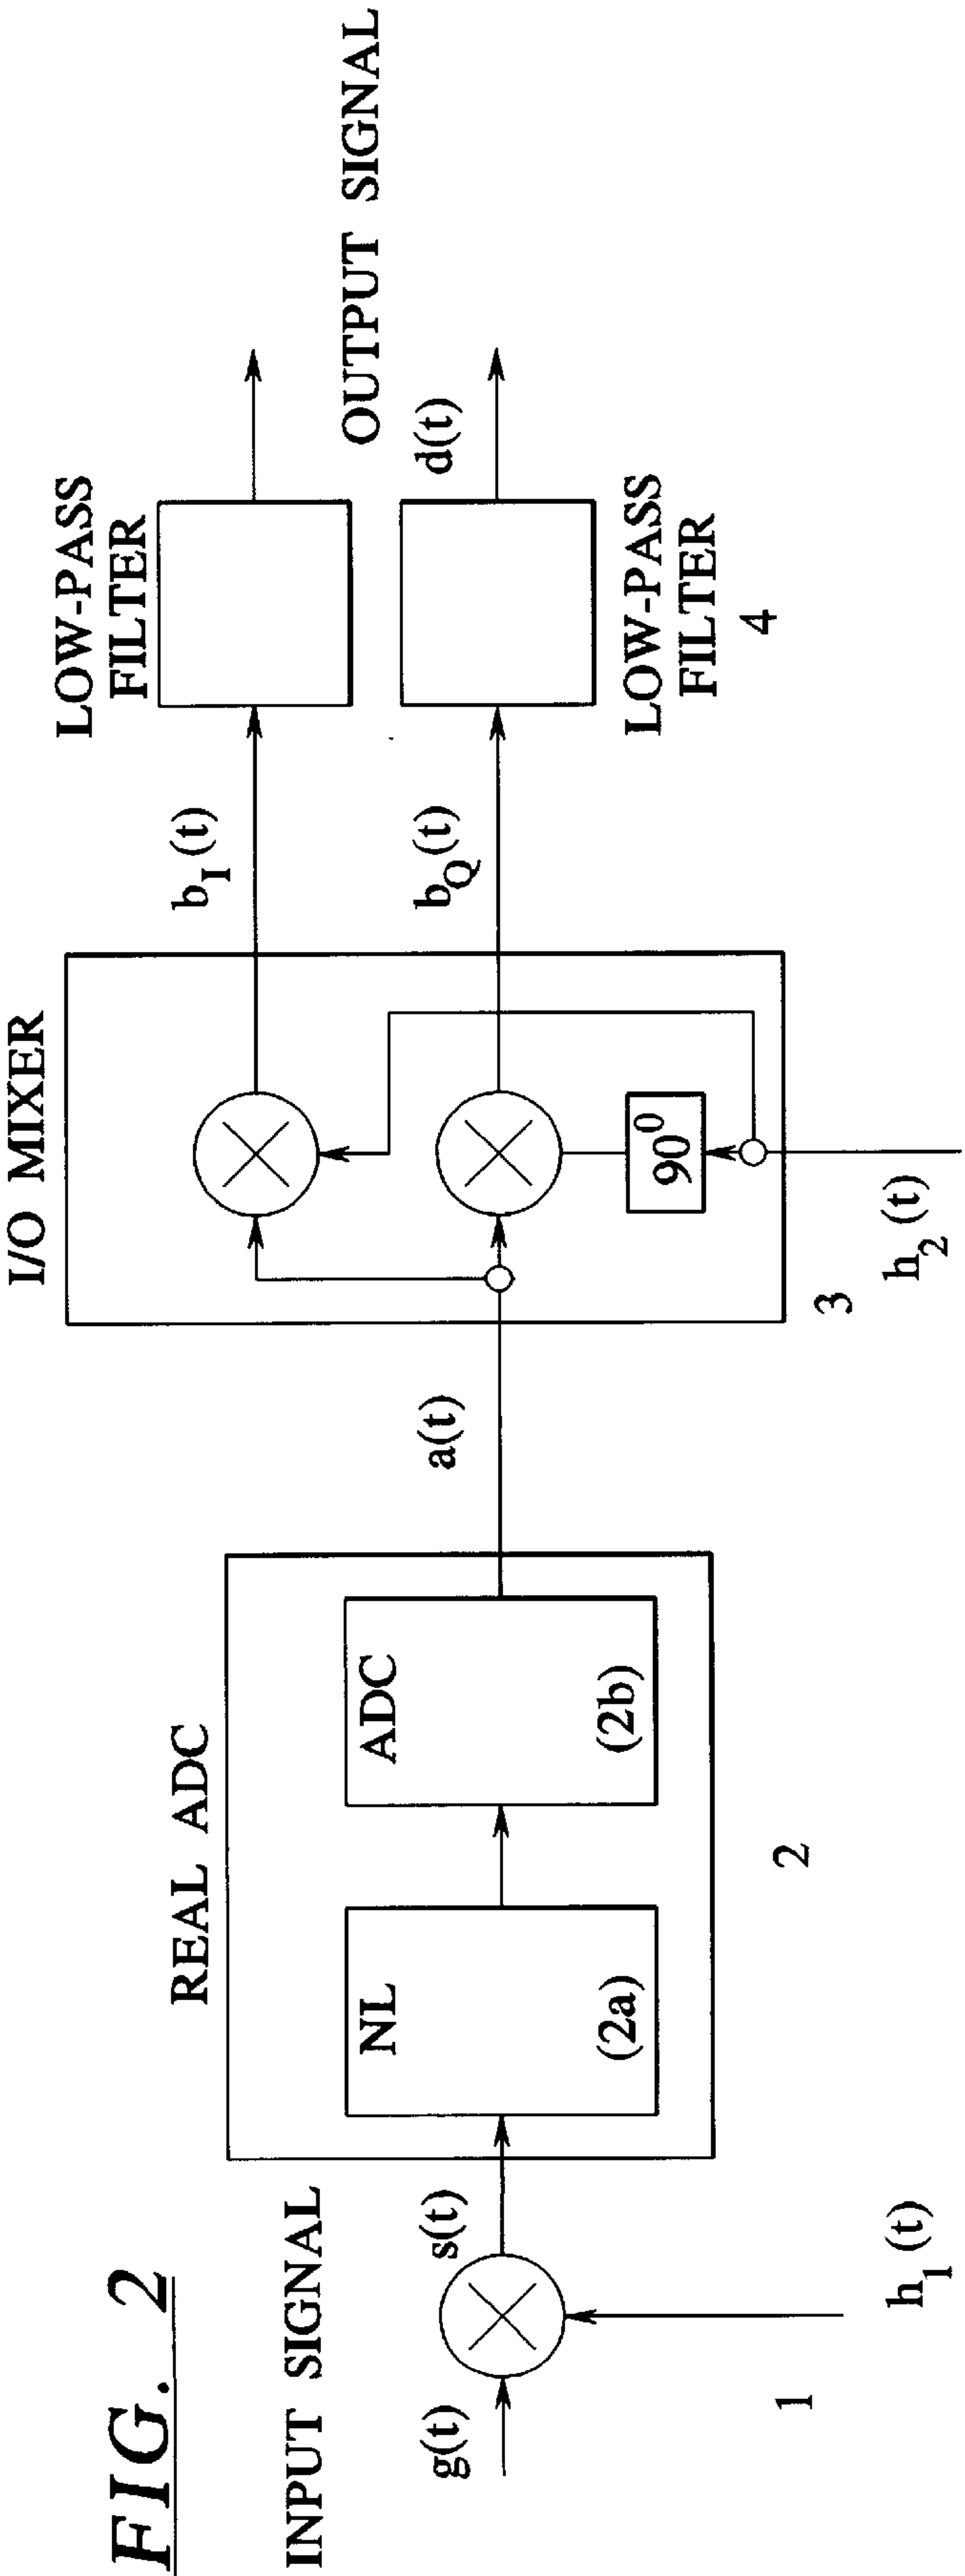 FIG. 2
INPUT SIGNAL
g(t)
s(t)
h1(t)
1
REAL ADC
NL
(2a)
ADC
(2b)
2
a(t)
I/O MIXER
90⁰
h2(t)
3
bI(t)
bQ(t)
LOW-PASS
FILTER
LOW-PASS
FILTER
4
d(t)
OUTPUT SIGNAL